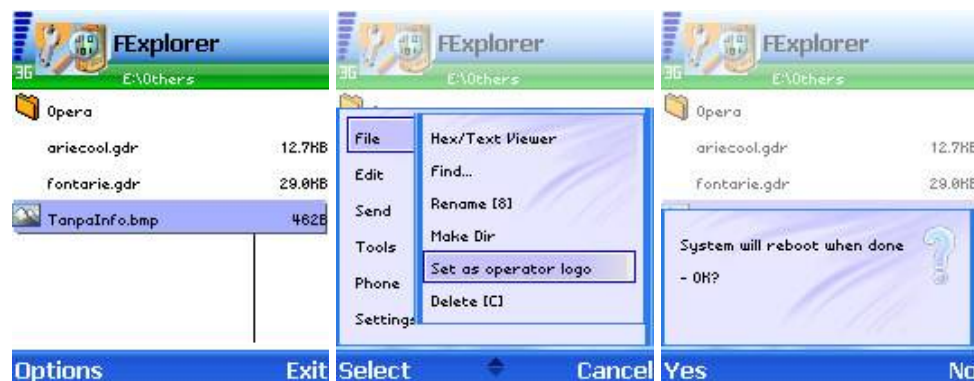 FExplorer
3G
E:\Others
Opera
ariecool.gdr 12.7KB
fontarie.gdr 29.0KB
TanpaInfo.bmp 462B
Options Exit
FExplorer
3G
E:\Others
File
Edit
Send
Tools
Phone
Settings
Hex/Text Viewer
Find...
Rename [8]
Make Dir
Set as operator logo
Delete [C]
Select Cancel
FExplorer
3G
E:\Others
Opera
ariecool.gdr 12.7KB
fontarie.gdr 29.0KB
System will reboot when done
- OK?
Yes No